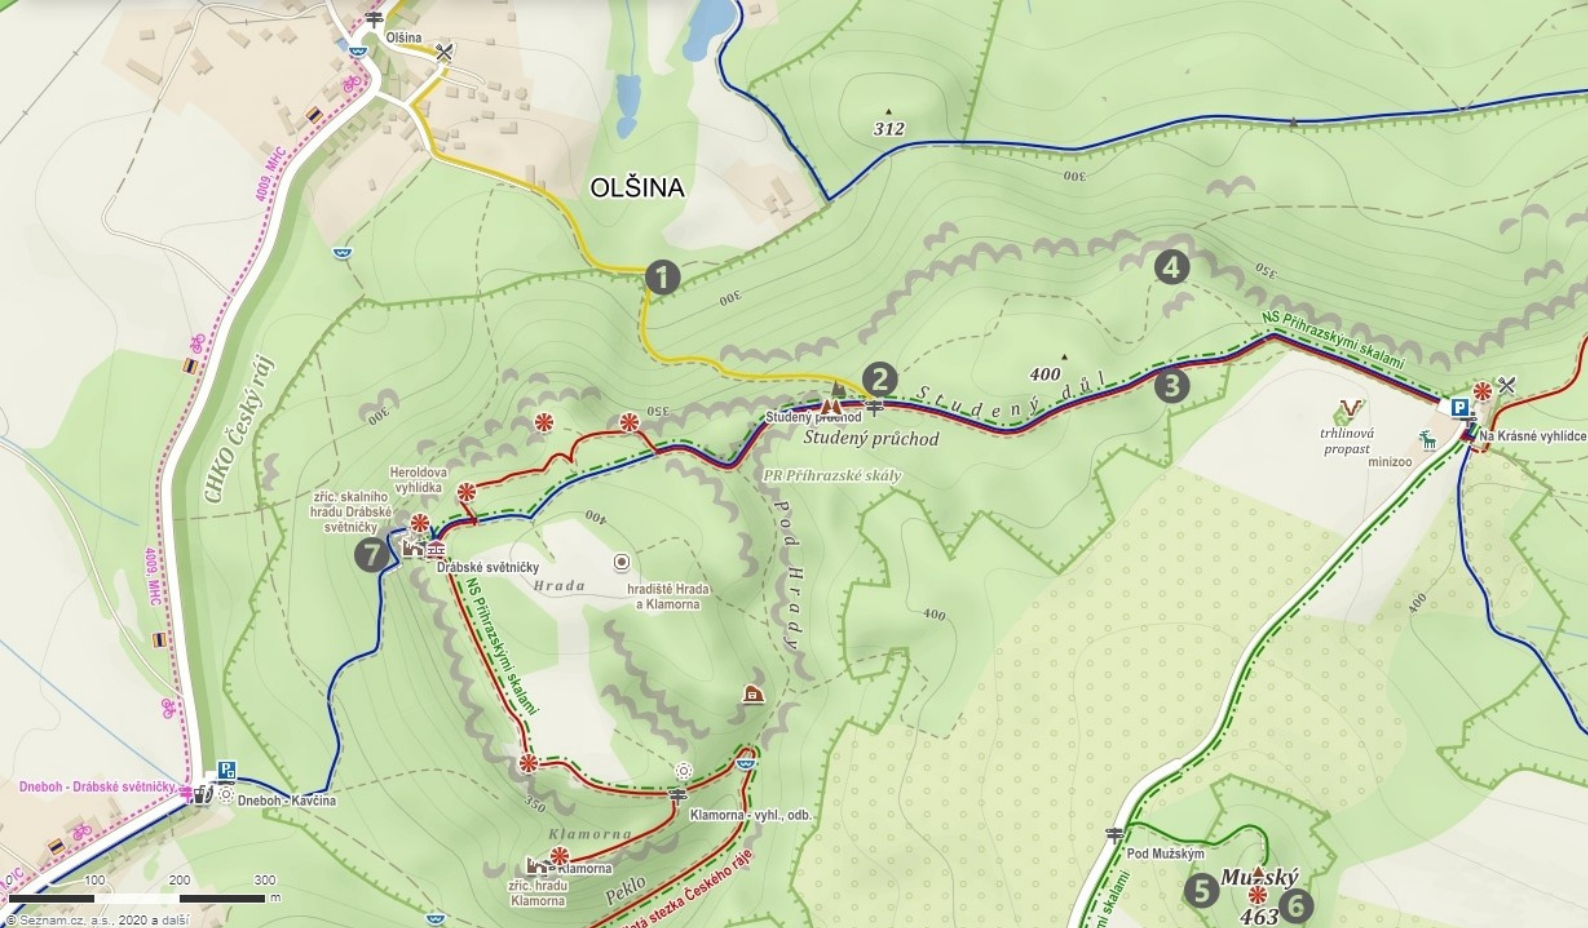 Olšina
312
4009, MHC
OLŠINA
300
1
300
350
4
NS Příhrazskými skalami
400
2
3
Studený důl
Studený průchod
Studený průchod
PR Příhrazské skály
trhlinová
propast
minizoo
P
Na Krásné vyhlídce
CHKO Český ráj
300
350
Heroldova
vyhlídka
zříc. skalního
hradu Drábské
světničky
7
Drábské světničky
400
Hrada
hradiště Hrada
a Klamorna
Pod Hrady
400
400
4009, MHC
NS Příhrazskými skalami
Dneboh - Drábské světničky
P
Dneboh - Kavčina
350
Klamorna
Klamorna - vyhl., odb.
Klamorna
zříc. hradu
Klamorna
Peklo
Zlatá stezka Českého ráje
Pod Mužským
Mužský
463
5
6
0
100
200
300
m
© Seznam.cz, a.s., 2020 a další